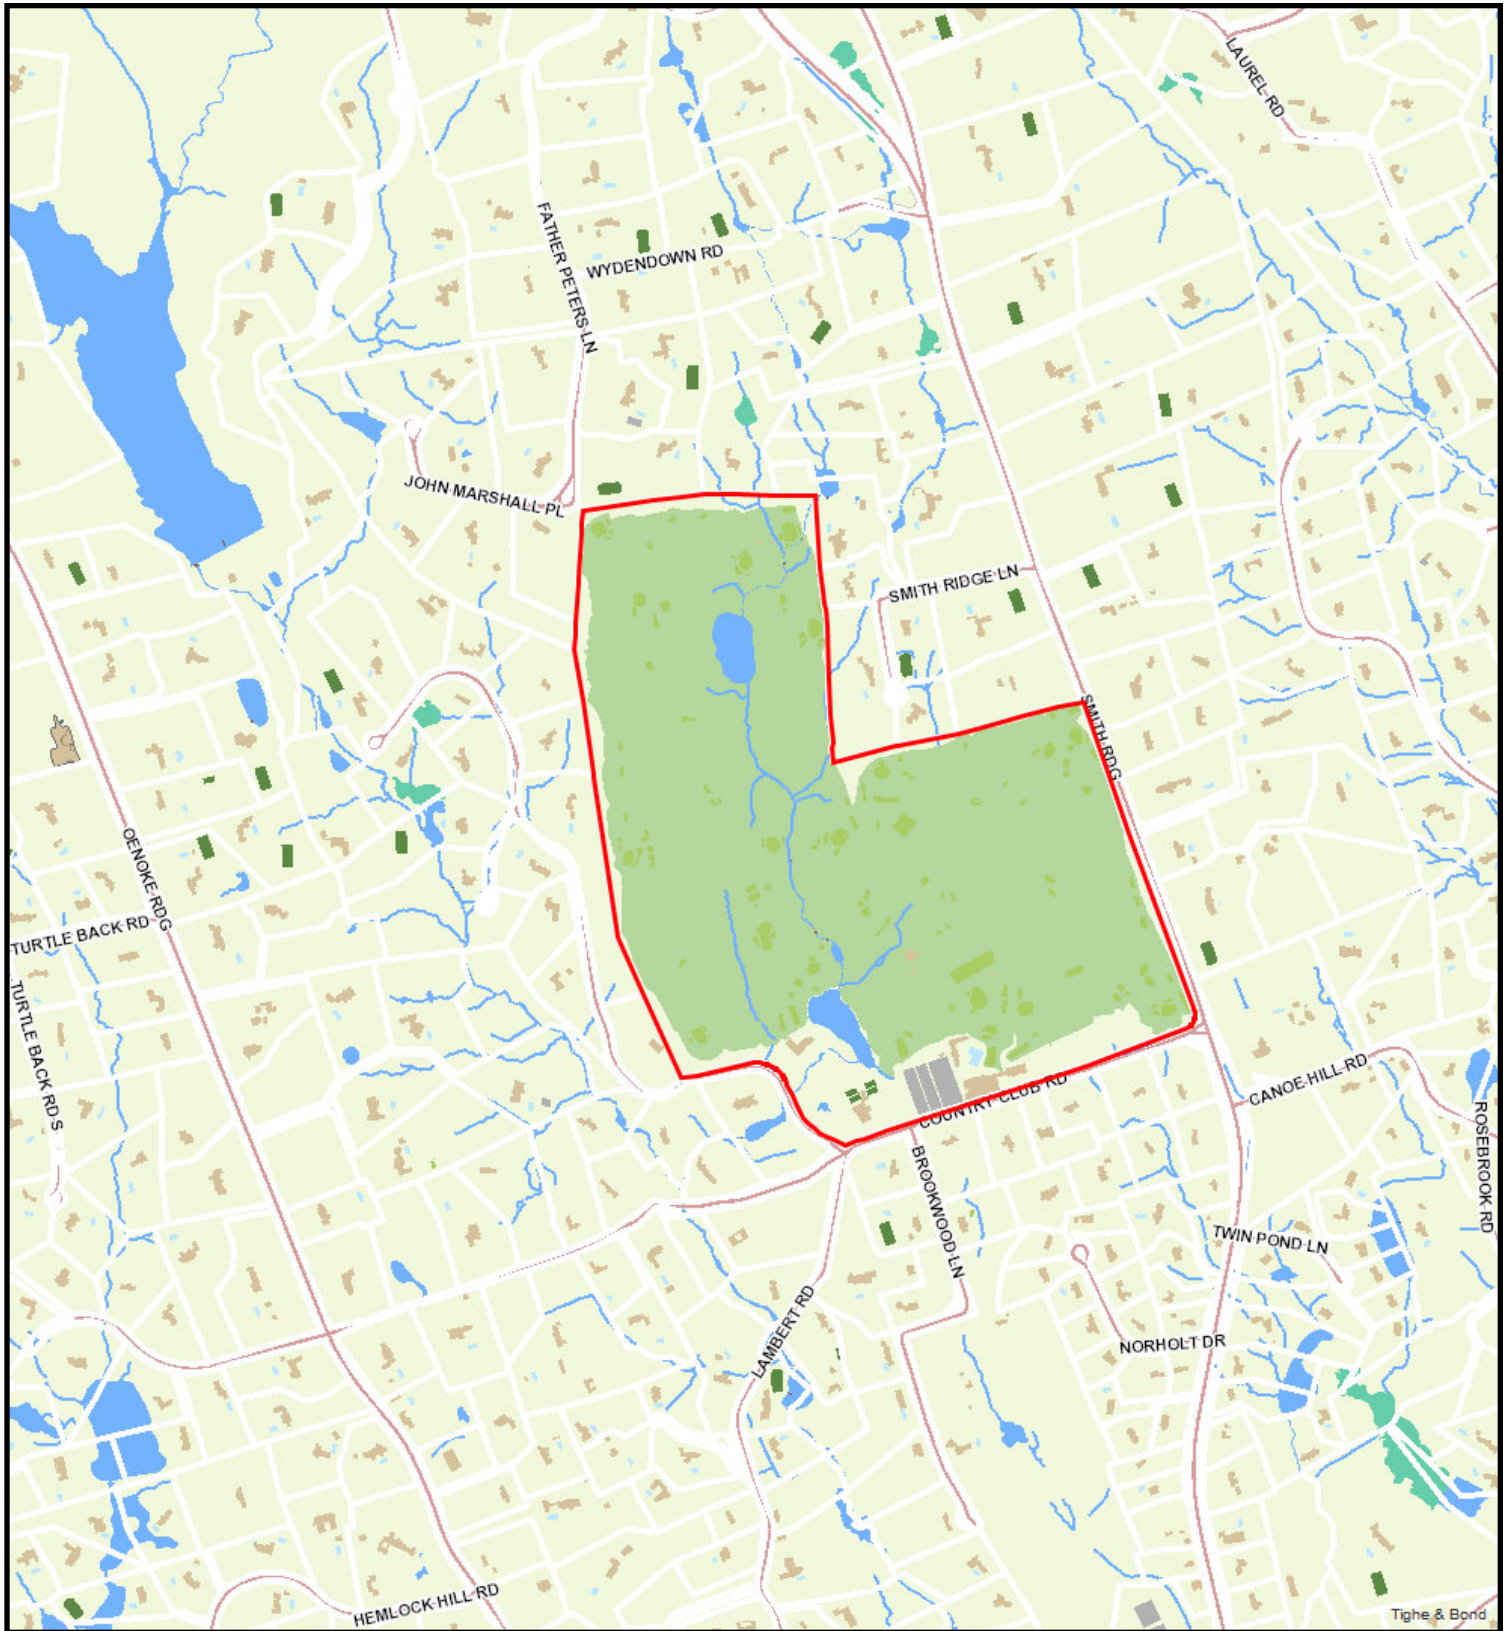 LAUREL RD
FATHER PETERS LN
WYDENDOWN RD
JOHN MARSHALL PL
SMITH RIDGE LN
SMITH RDG
OENOKE RDG
TURTLE BACK RD
TURTLE BACK RD S
COUNTRY CLUB RD
CANOE HILL RD
ROSEBROOK RD
BROOKWOOD LN
TWIN POND LN
LAMBERT RD
NORHOLT DR
HEMLOCK HILL RD
Tighe & Bond